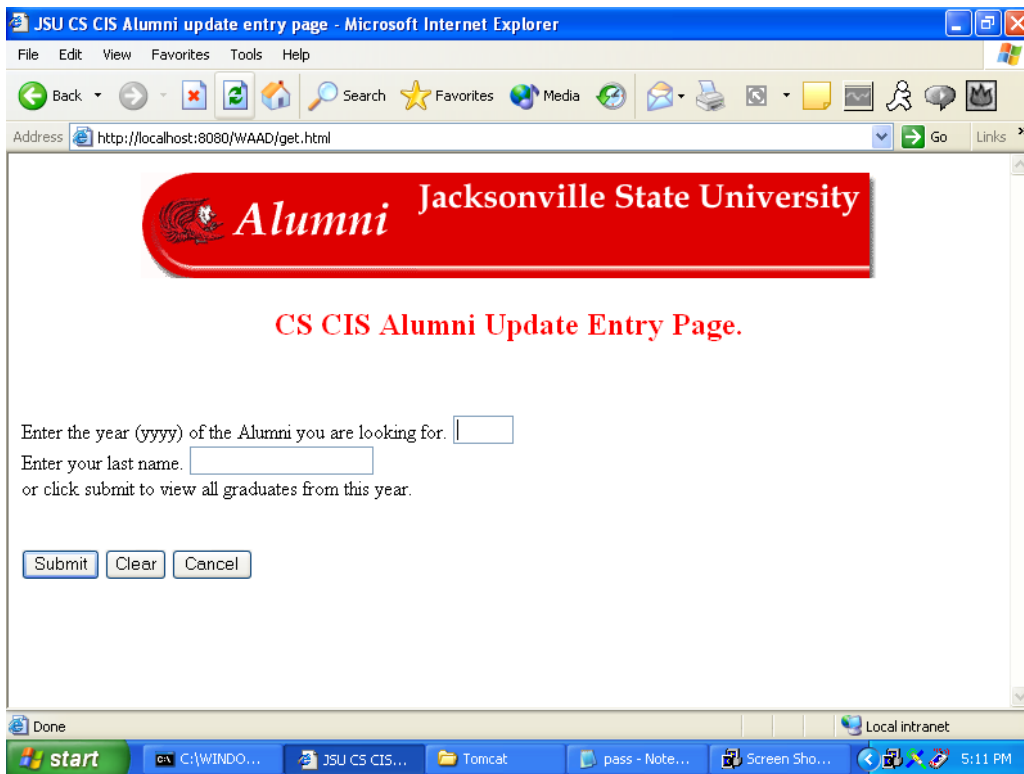 JSU CS CIS Alumni update entry page - Microsoft Internet Explorer
File Edit View Favorites Tools Help
Back Search Favorites Media
Address http://localhost:8080/WAAD/get.html Go Links »
Alumni Jacksonville State University
CS CIS Alumni Update Entry Page.
Enter the year (yyyy) of the Alumni you are looking for.
Enter your last name.
or click submit to view all graduates from this year.
Submit Clear Cancel
Done Local intranet
start C:\WINDO... JSU CS CIS... Tomcat pass - Note... Screen Sho... 5:11 PM